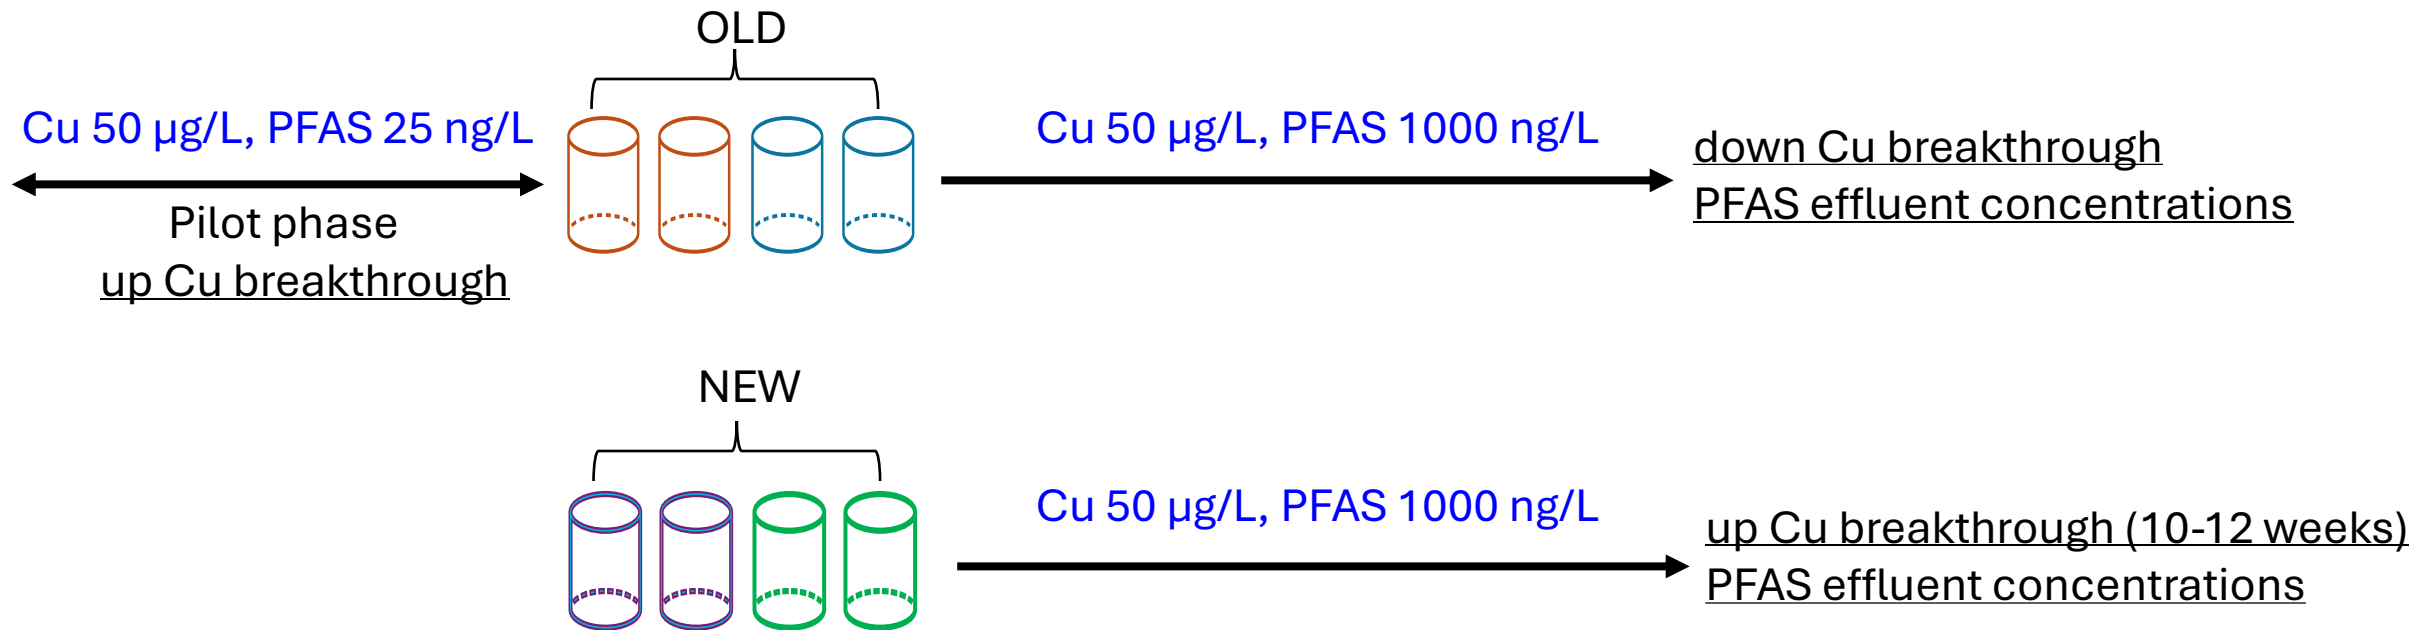 OLD
Cu 50 µg/L, PFAS 25 ng/L
Pilot phase
up Cu breakthrough
Cu 50 µg/L, PFAS 1000 ng/L
down Cu breakthrough
PFAS effluent concentrations
NEW
Cu 50 µg/L, PFAS 1000 ng/L
up Cu breakthrough (10-12 weeks)
PFAS effluent concentrations